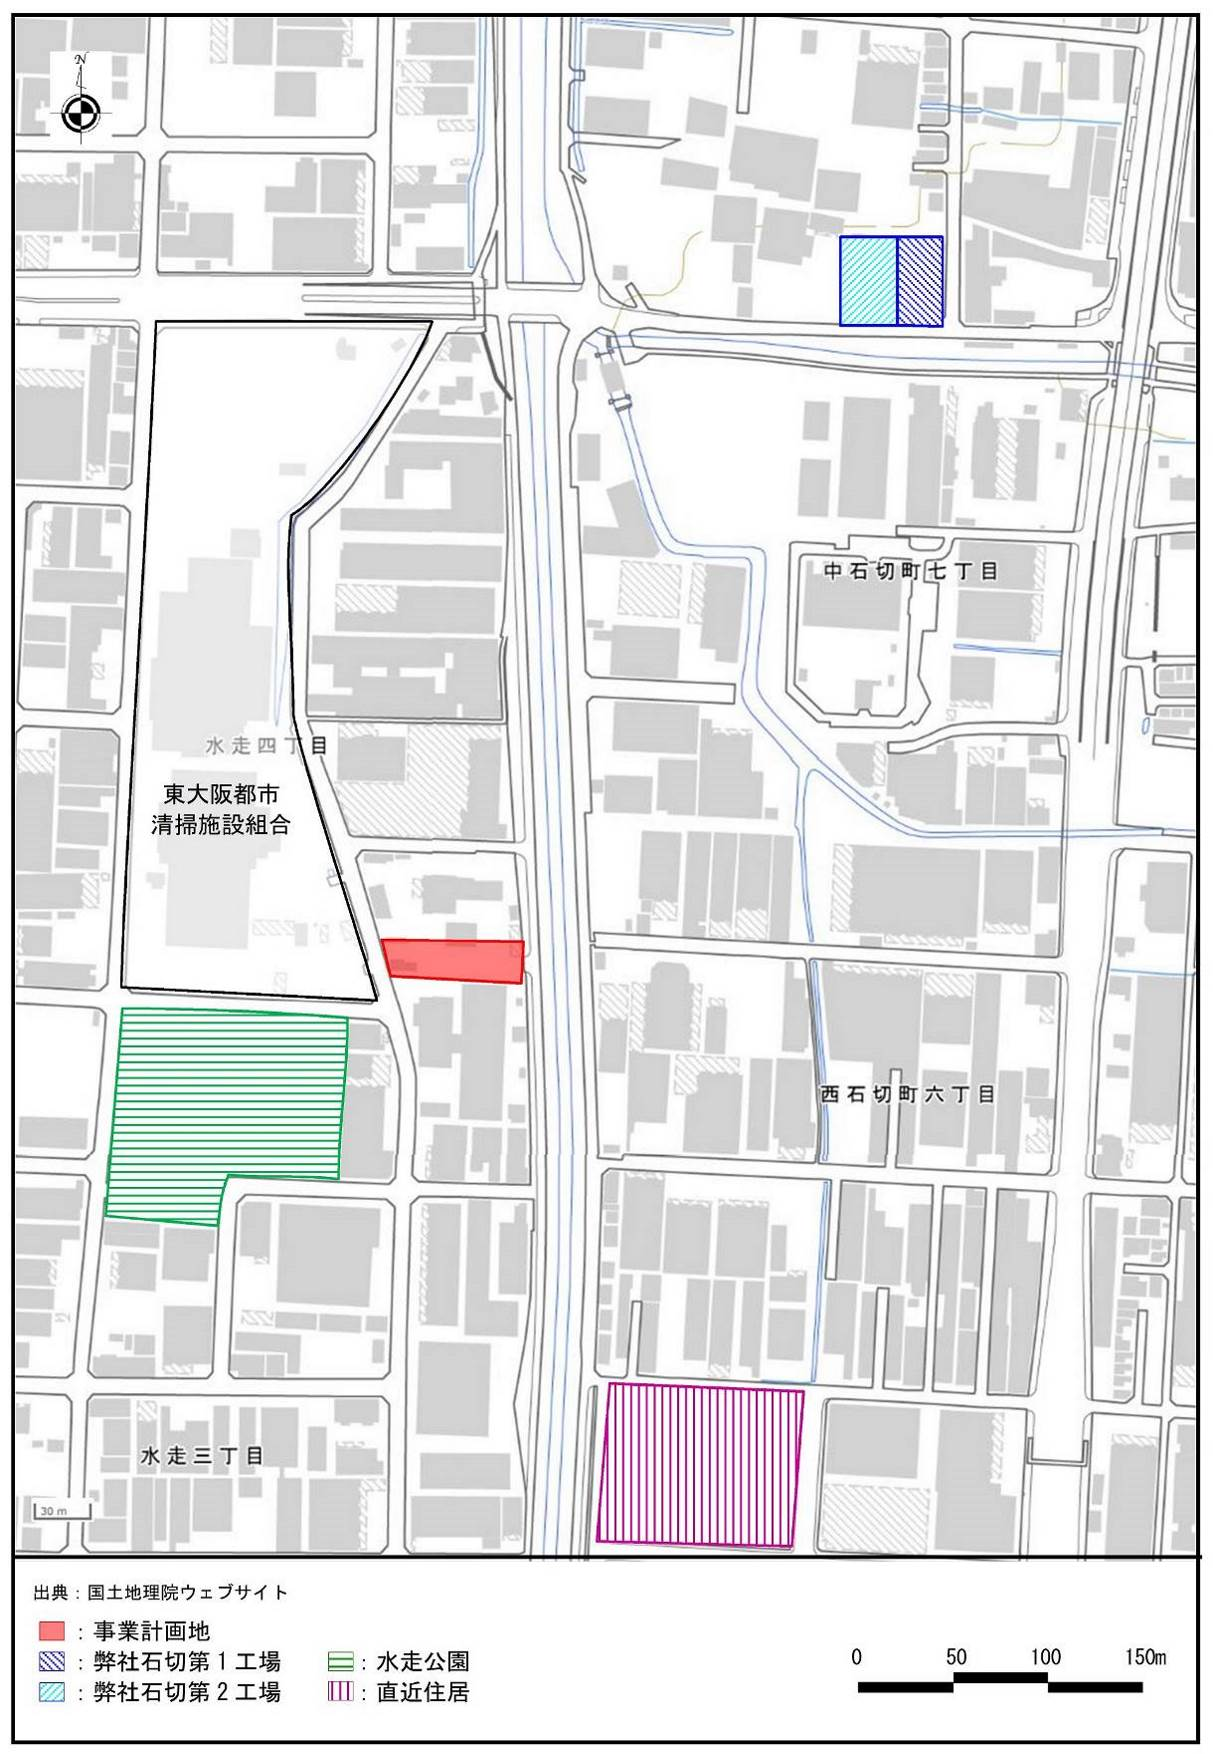 N
中石切町七丁目
水走四丁目
東大阪都市
清掃施設組合
西石切町六丁目
水走三丁目
30 m
出典：国土地理院ウェブサイト
：事業計画地
：弊社石切第１工場
：水走公園
：弊社石切第２工場
：直近住居
0 50 100 150m